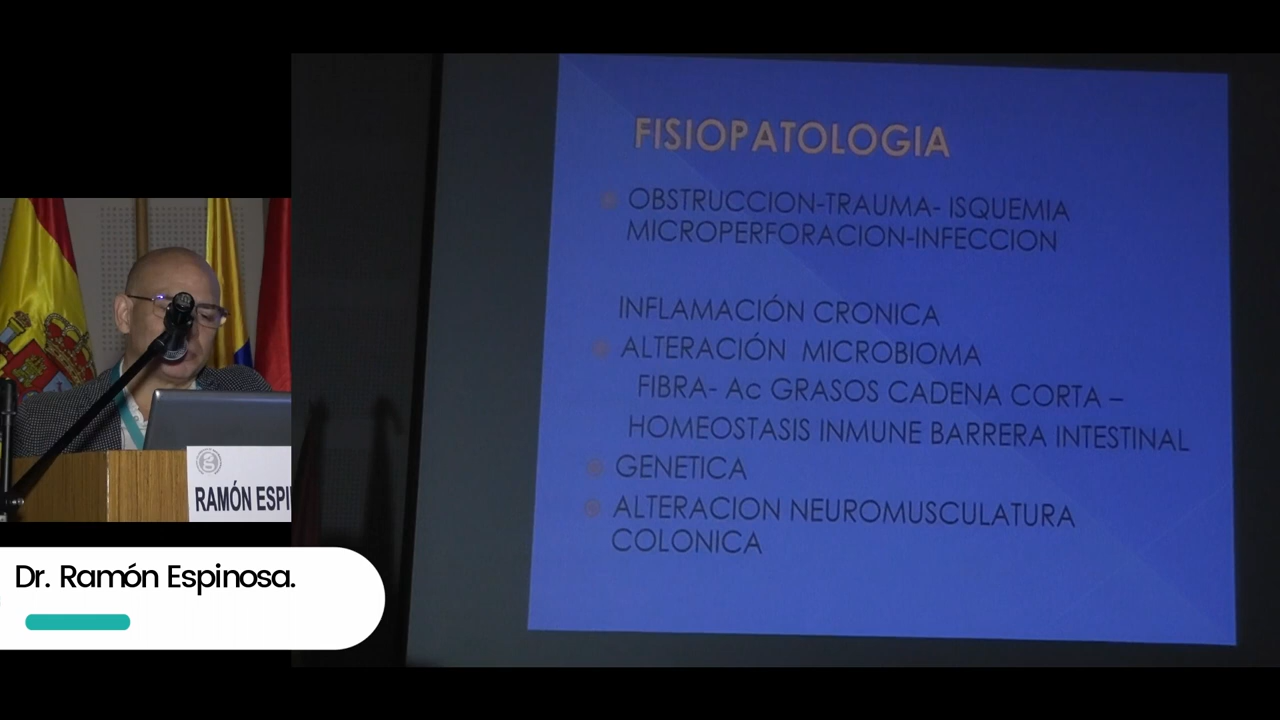 FISIOPATOLOGIA
OBSTRUCCION-TRAUMA- ISQUEMIA
MICROPERFORACION-INFECCION
INFLAMACIÓN CRONICA
ALTERACIÓN MICROBIOMA
FIBRA- Ac GRASOS CADENA CORTA –
HOMEOSTASIS INMUNE BARRERA INTESTINAL
GENETICA
ALTERACION NEUROMUSCULATURA
COLONICA
RAMÓN ESPI
Dr. Ramón Espinosa.